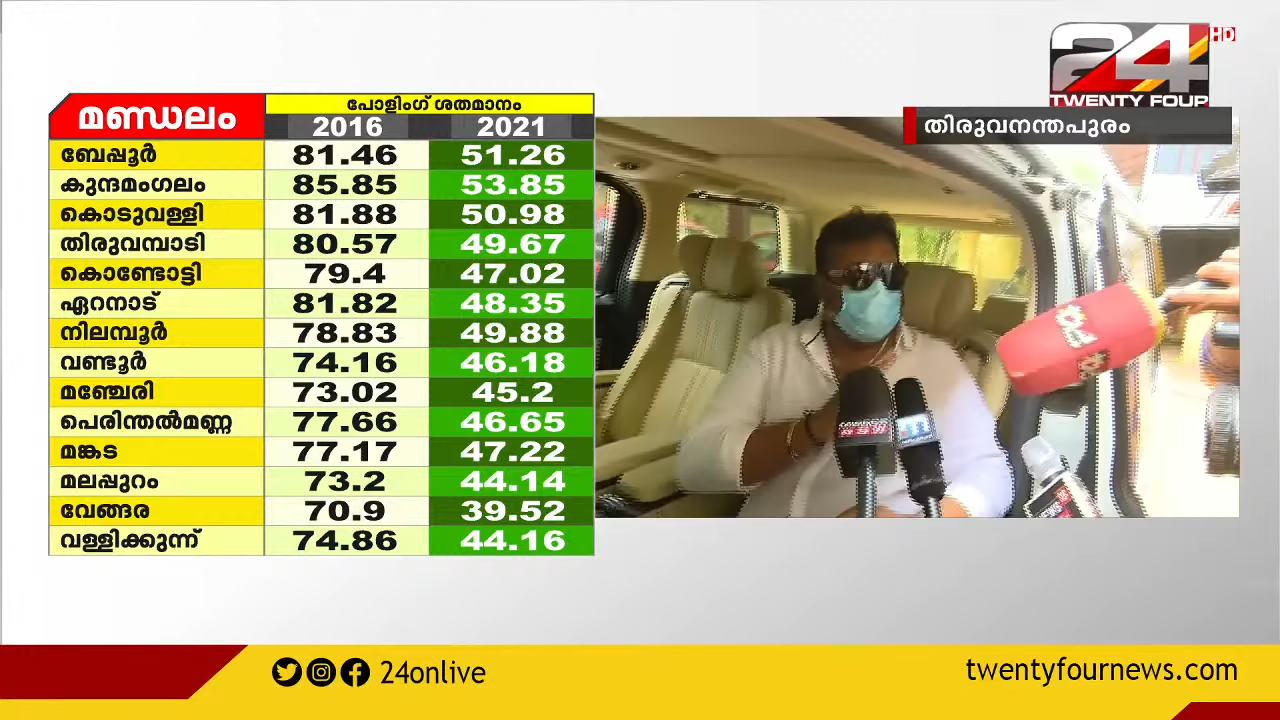 24 HD
TWENTY FOUR
തിരുവനന്തപുരം
മണ്ഡലം പോളിംഗ് ശതമാനം
2016 2021
ബേപ്പൂർ 81.46 51.26
കുന്ദമംഗലം 85.85 53.85
കൊടുവള്ളി 81.88 50.98
തിരുവമ്പാടി 80.57 49.67
കൊണ്ടോട്ടി 79.4 47.02
ഏറനാട് 81.82 48.35
നിലമ്പൂർ 78.83 49.88
വണ്ടൂർ 74.16 46.18
മഞ്ചേരി 73.02 45.2
പെരിന്തൽമണ്ണ 77.66 46.65
മങ്കട 77.17 47.22
മലപ്പുറം 73.2 44.14
വേങ്ങര 70.9 39.52
വള്ളിക്കുന്ന് 74.86 44.16
24onlive
twentyfournews.com